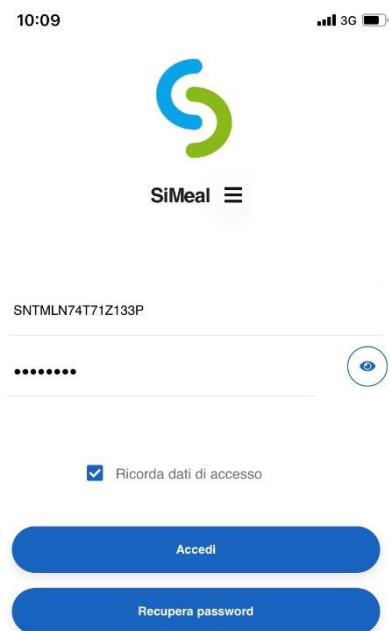 10:09
3G
SiMeal
SNTMLN74T71Z133P
••••••••
Ricorda dati di accesso
Accedi
Recupera password